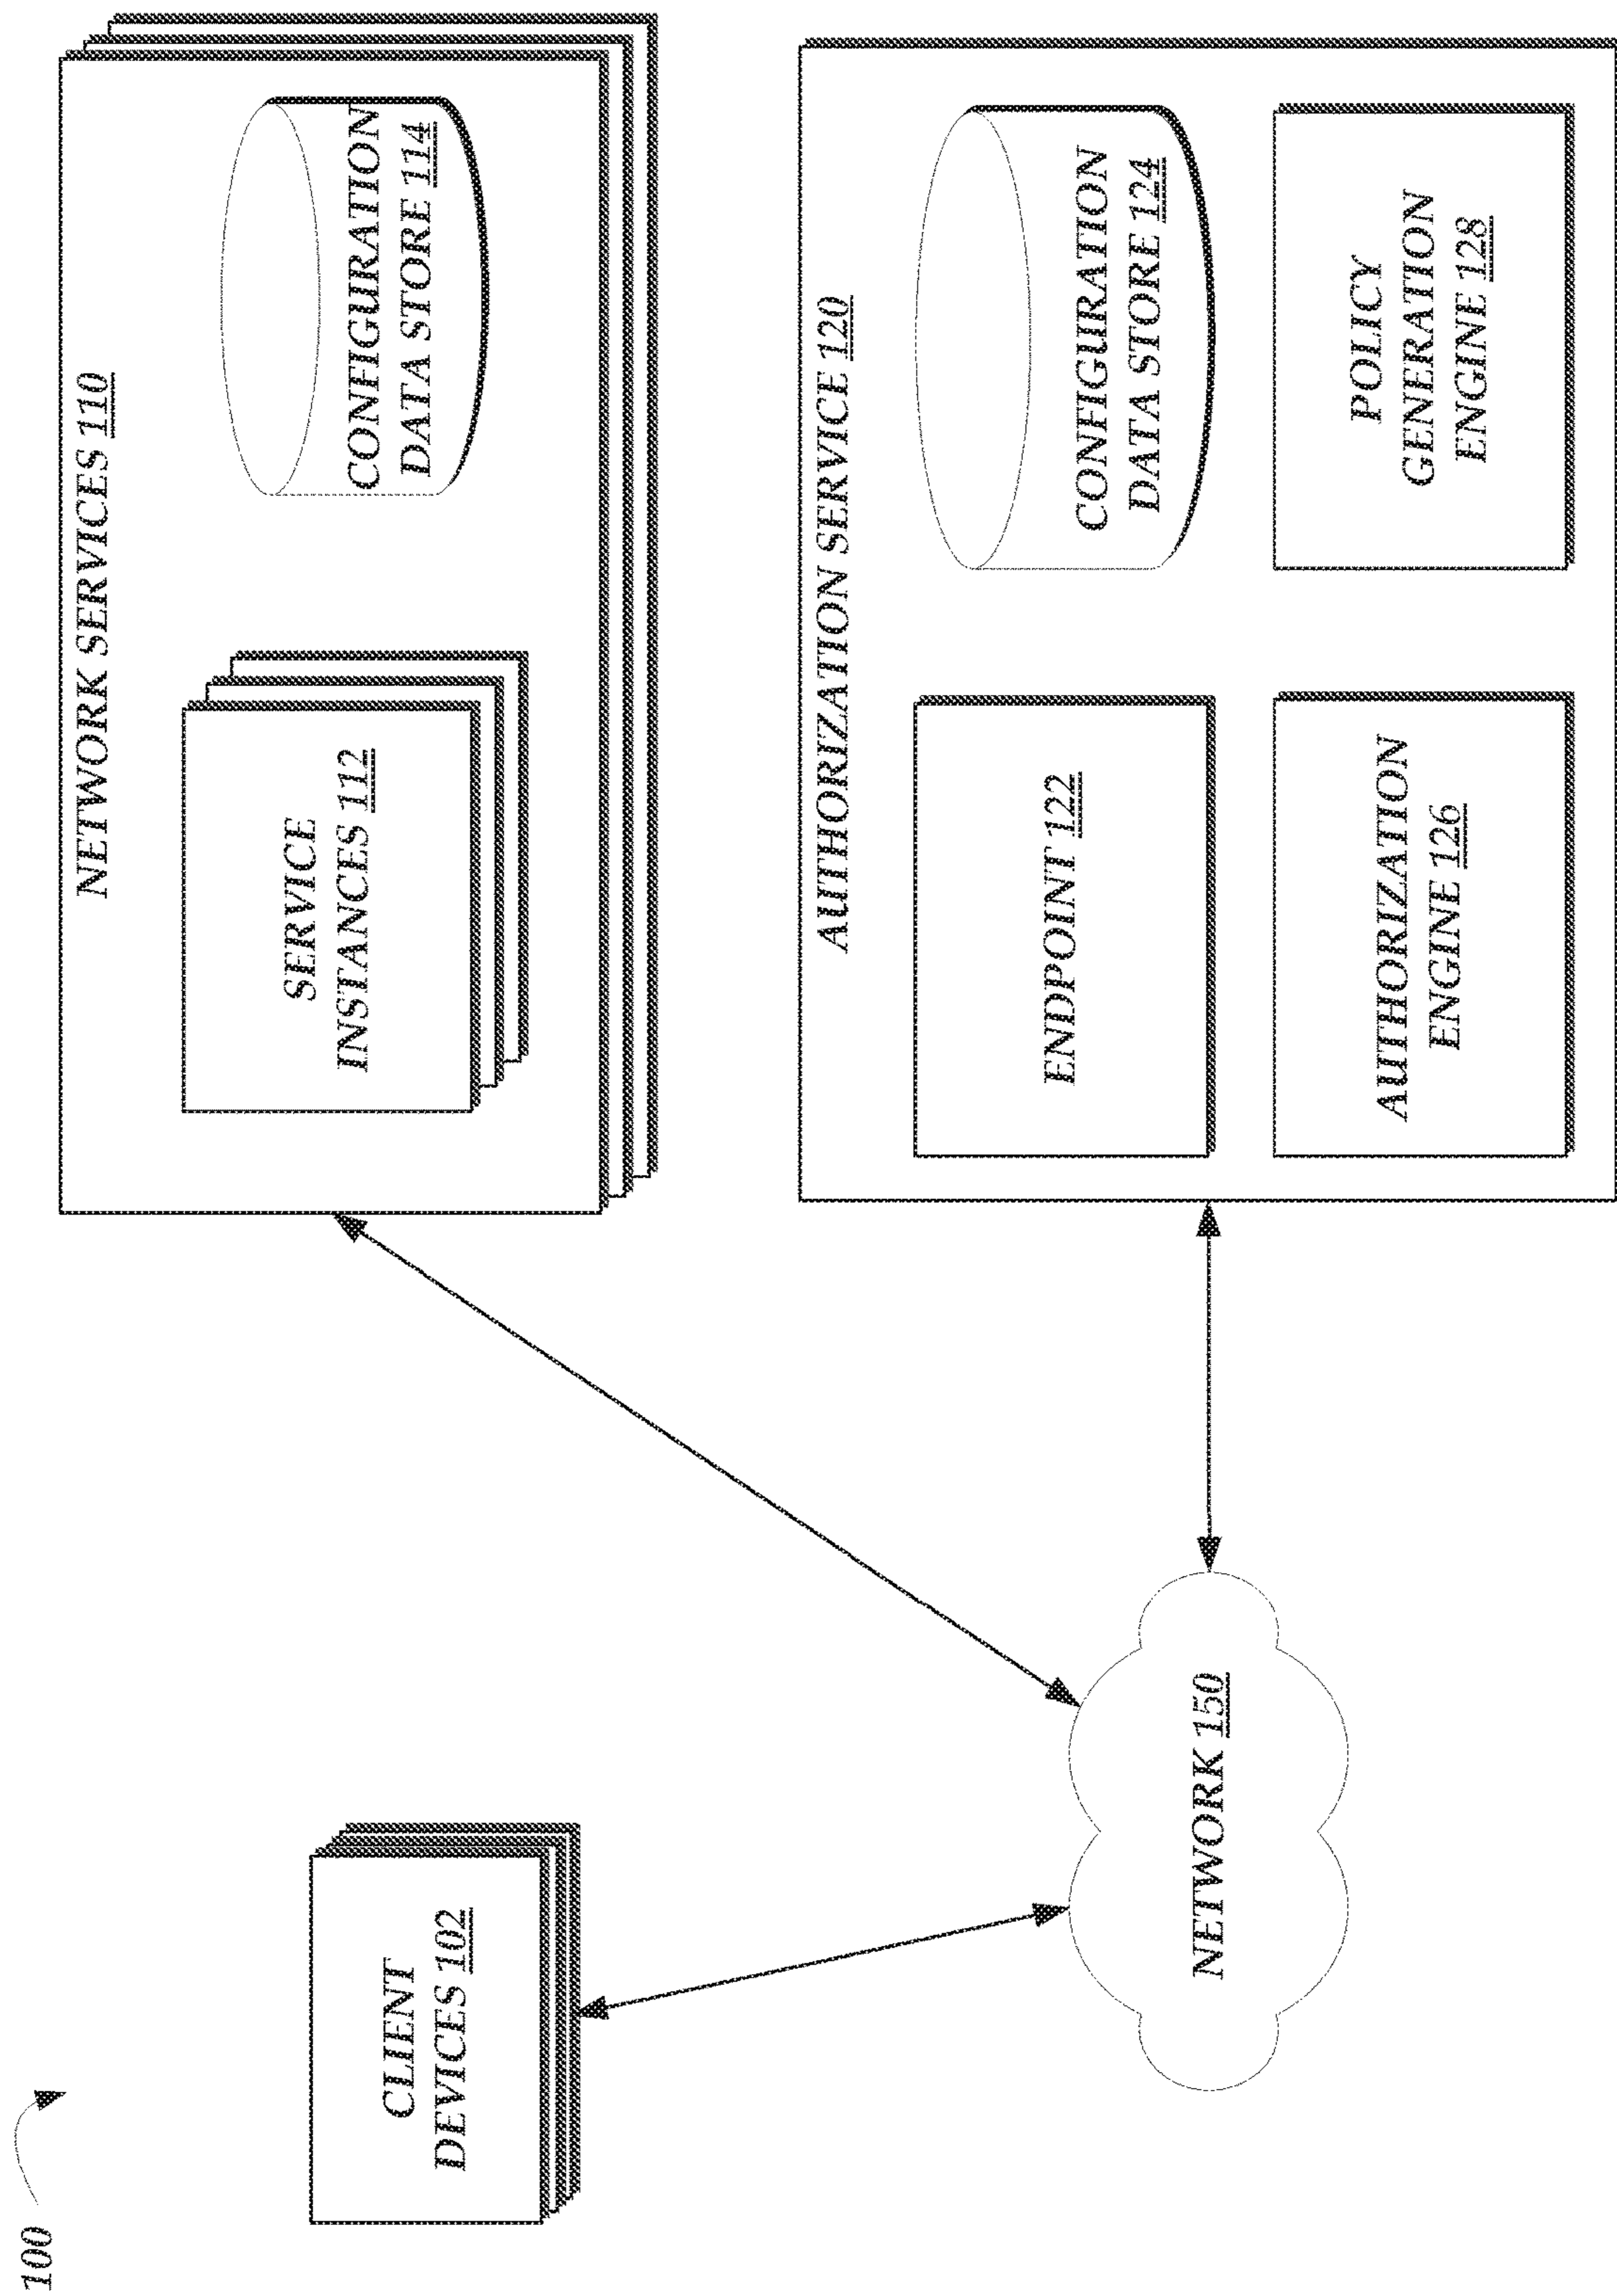 100
CLIENT
DEVICES 102
NETWORK 150
NETWORK SERVICES 110
SERVICE
INSTANCES 112
CONFIGURATION
DATA STORE 114
AUTHORIZATION SERVICE 120
ENDPOINT 122
CONFIGURATION
DATA STORE 124
AUTHORIZATION
ENGINE 126
POLICY
GENERATION
ENGINE 128